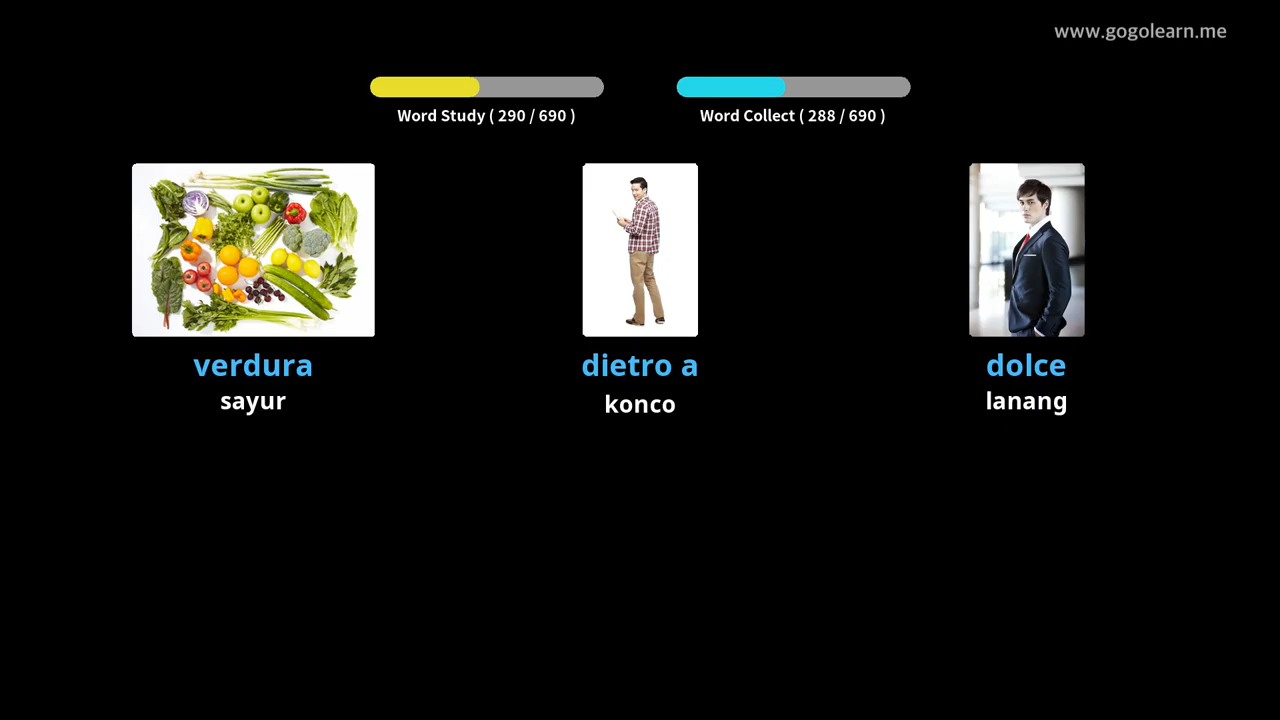 www.gogolearn.me
Word Study ( 290 / 690 )
Word Collect ( 288 / 690 )
verdura
sayur
dietro a
konco
dolce
lanang